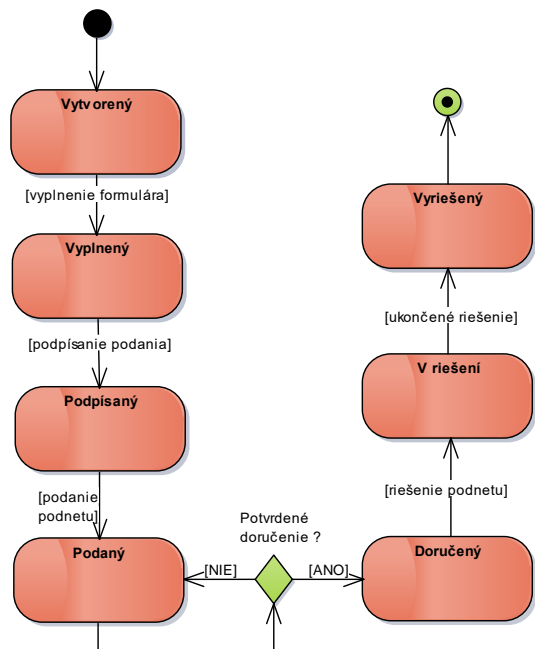 Vytvorený
[vyplnenie formulára]
Vyplnený
[podpísanie podania]
Podpísaný
[podanie
podnetu]
Podaný
[NIE]
Potvrdené
doručenie ?
[ANO]
Doručený
[riešenie podnetu]
V riešení
[ukončené riešenie]
Vyriešený